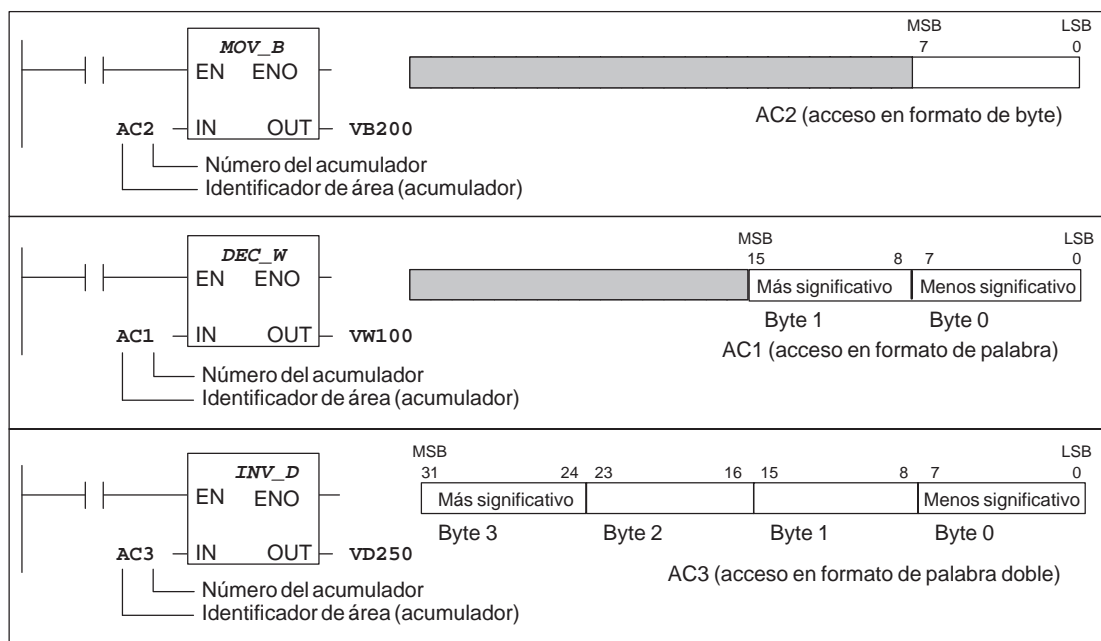 MOV_B
EN ENO
AC2 IN OUT VB200
Número del acumulador
Identificador de área (acumulador)
MSB LSB
7 0
AC2 (acceso en formato de byte)
DEC_W
EN ENO
AC1 IN OUT VW100
Número del acumulador
Identificador de área (acumulador)
MSB LSB
15 8 7 0
Más significativo Menos significativo
Byte 1 Byte 0
AC1 (acceso en formato de palabra)
INV_D
EN ENO
AC3 IN OUT VD250
Número del acumulador
Identificador de área (acumulador)
MSB LSB
31 24 23 16 15 8 7 0
Más significativo Menos significativo
Byte 3 Byte 2 Byte 1 Byte 0
AC3 (acceso en formato de palabra doble)